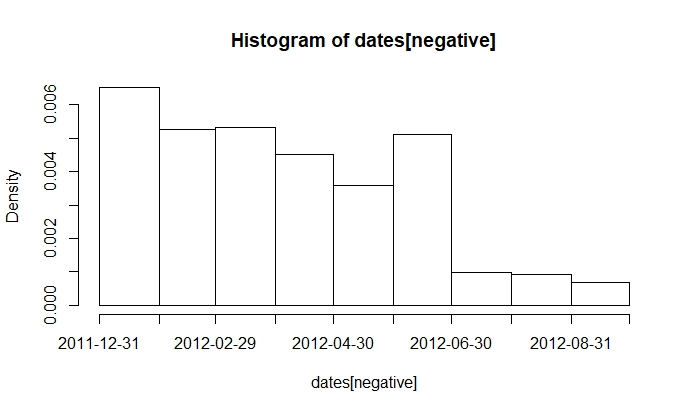 Histogram of dates[negative]
Density
0.006
0.004
0.002
0.000
2011-12-31 2012-02-29 2012-04-30 2012-06-30 2012-08-31
dates[negative]